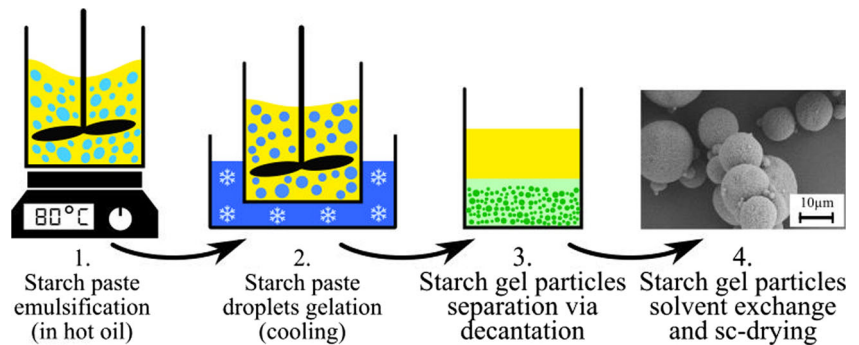 80°C
10μm
1.
Starch paste
emulsification
(in hot oil)
2.
Starch paste
droplets gelation
(cooling)
3.
Starch gel particles
separation via
decantation
4.
Starch gel particles
solvent exchange
and sc-drying